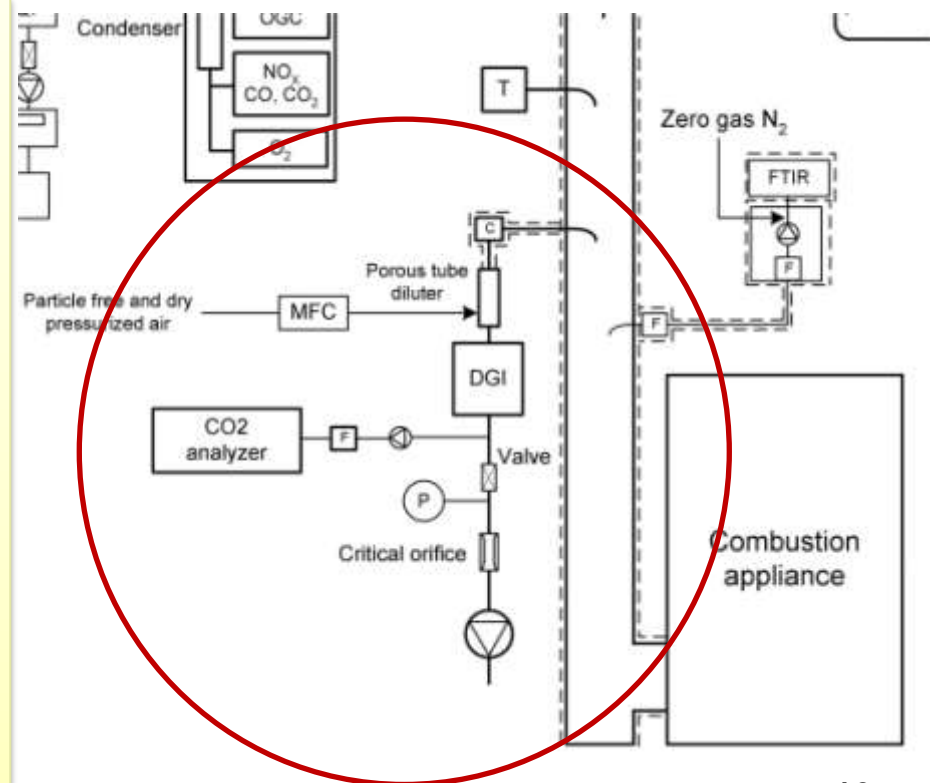 OGC
Condenser
NOₓ
CO, CO₂
O₂
T
Zero gas N₂
FTIR
F
C
Porous tube
diluter
Particle free and dry
pressurized air
MFC
F
DGI
CO2
analyzer
F
Valve
P
Critical orifice
Combustion
appliance